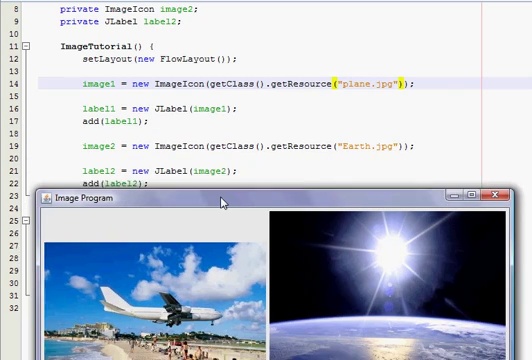 8 private ImageIcon image2;
9 private JLabel label2;
10
11 ImageTutorial() {
12 setLayout(new FlowLayout());
13
14 image1 = new ImageIcon(getClass().getResource("plane.jpg"));
15
16 label1 = new JLabel(image1);
17 add(label1);
18
19 image2 = new ImageIcon(getClass().getResource("Earth.jpg"));
20
21 label2 = new JLabel(image2);
22 add(label2);
23
Image Program
24
25
26
27
28
29
30
31
32